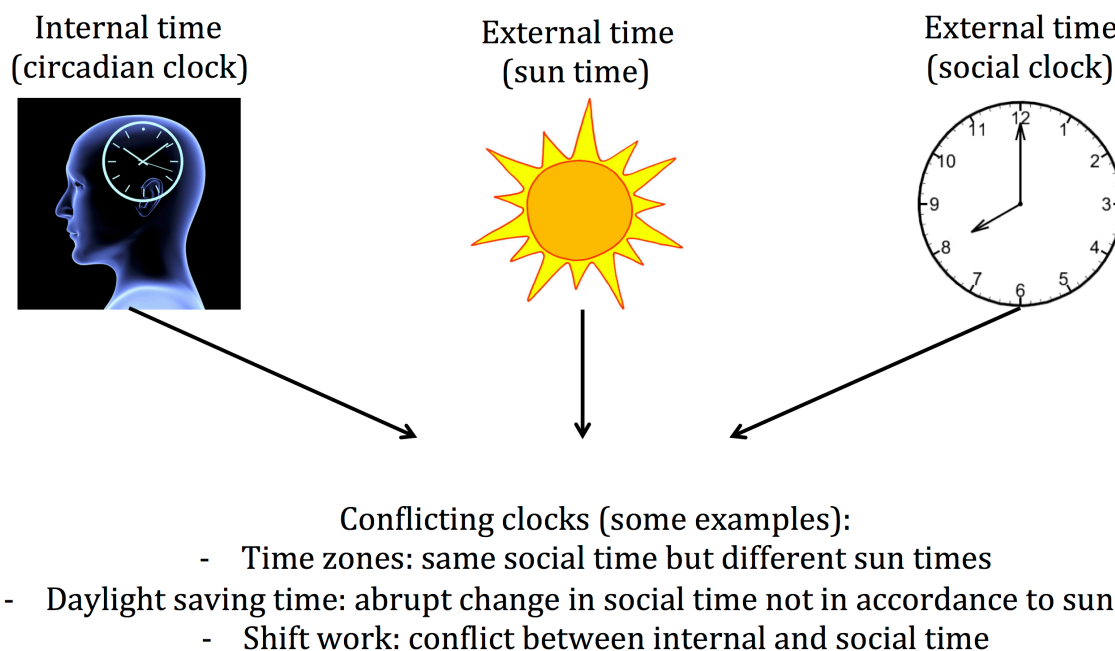 Internal time
(circadian clock)
External time
(sun time)
External time
(social clock)
12
1
2
3
4
5
6
7
8
9
10
11
Conflicting clocks (some examples):
- Time zones: same social time but different sun times
- Daylight saving time: abrupt change in social time not in accordance to sun
- Shift work: conflict between internal and social time